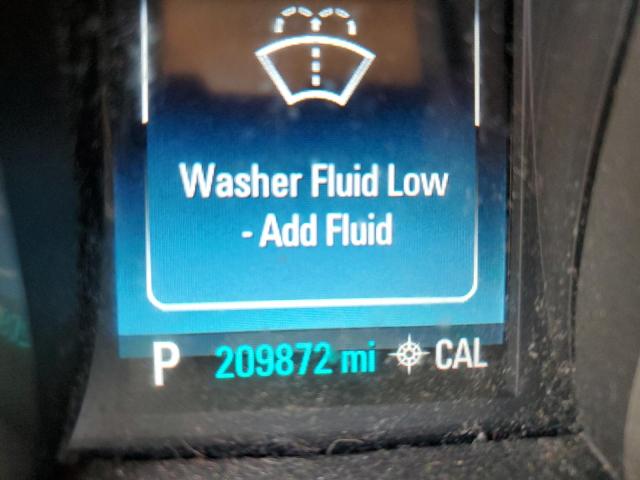 Washer Fluid Low
- Add Fluid
P 209872 mi CAL